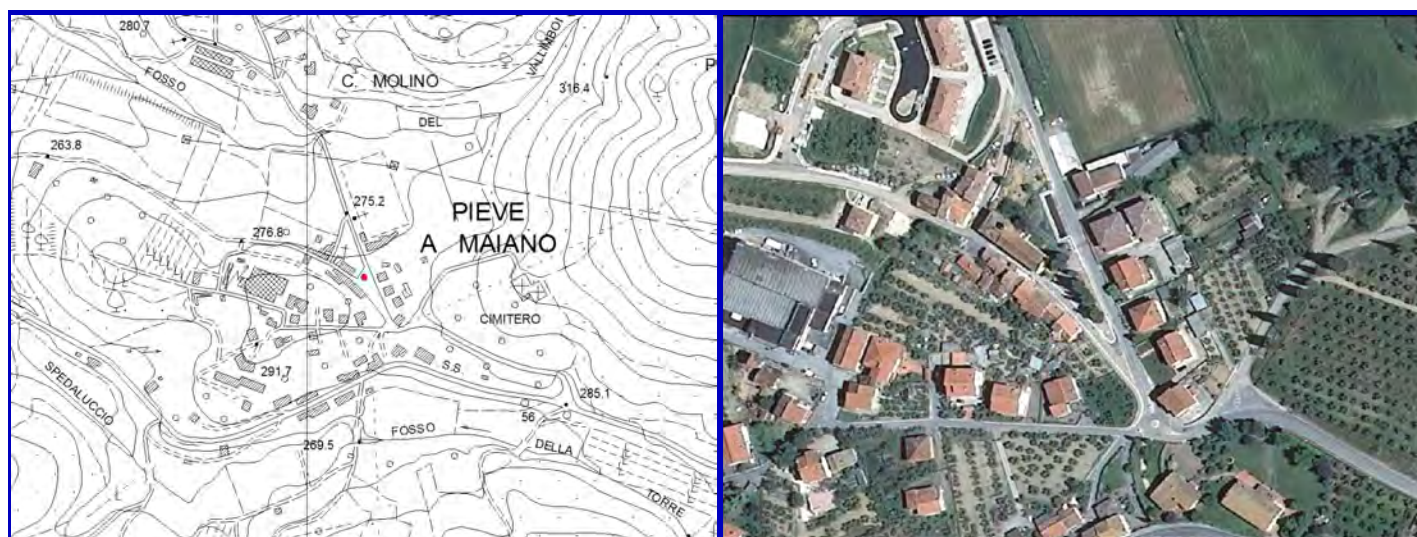 280.7
FOSSO
C. MOLINO
DEL
VALLIMBOI
316.4
P
263.8
275.2
PIEVE
A MAIANO
276.8
CIMITERO
SPEDALUCCIO
291.7
S.S.
285.1
56
269.5
FOSSO
DELLA
TORRE